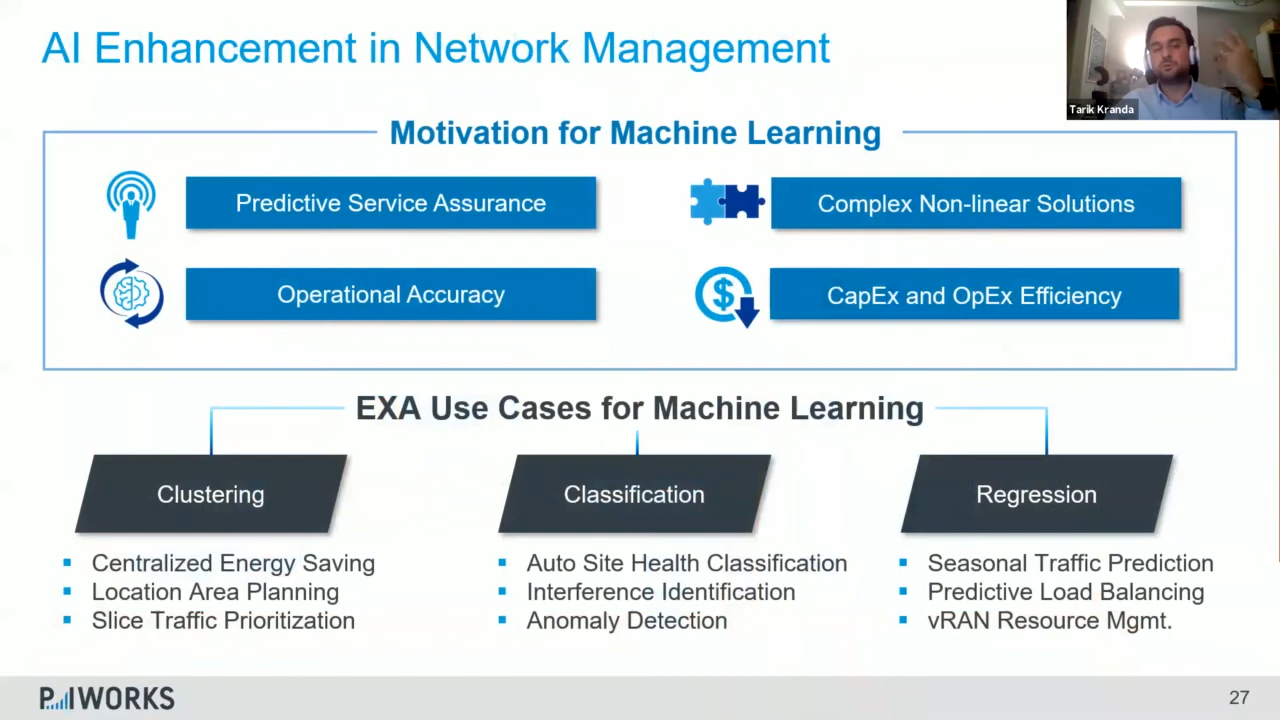 AI Enhancement in Network Management
Tarik Kranda
Motivation for Machine Learning
Predictive Service Assurance
Complex Non-linear Solutions
Operational Accuracy
$
CapEx and OpEx Efficiency
EXA Use Cases for Machine Learning
Clustering
Classification
Regression
Centralized Energy Saving
Location Area Planning
Slice Traffic Prioritization
Auto Site Health Classification
Interference Identification
Anomaly Detection
Seasonal Traffic Prediction
Predictive Load Balancing
vRAN Resource Mgmt.
P.I WORKS
27